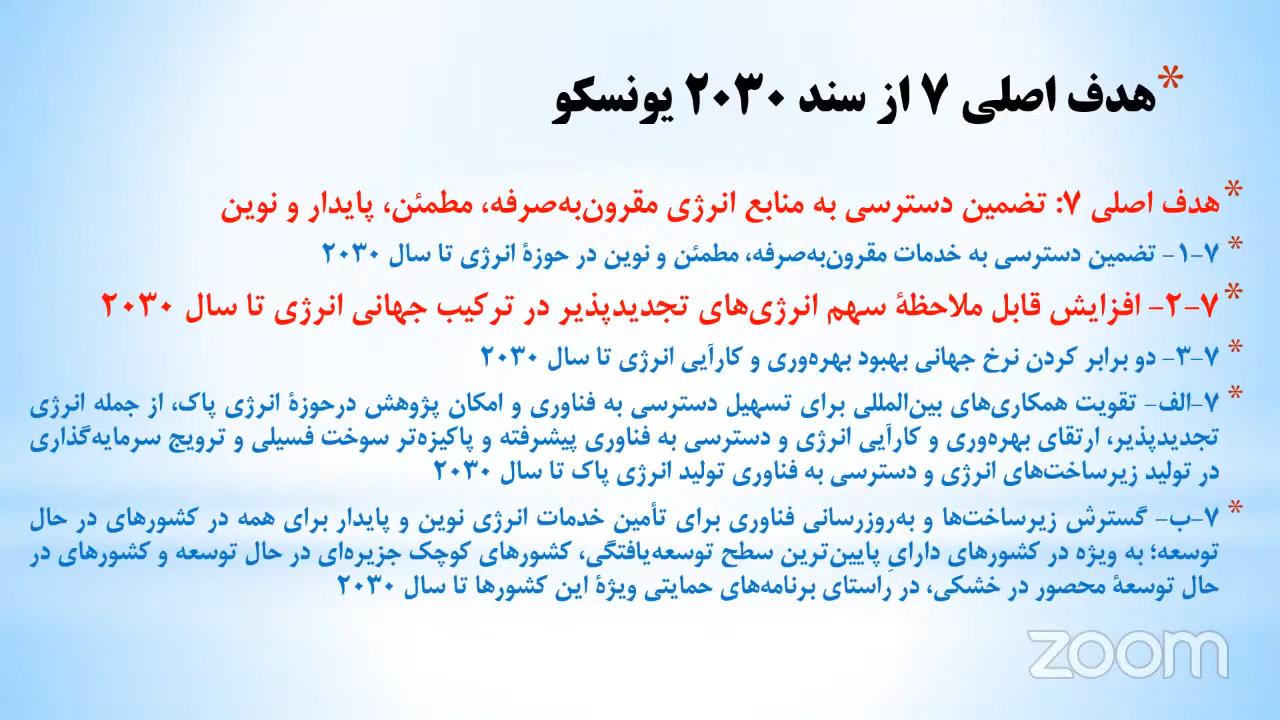 *هدف اصلی ۷ از سند ۲۰۳۰ یونسکو
*هدف اصلی ۷: تضمین دسترسی به منابع انرژی مقرون‌به‌صرفه، مطمئن، پایدار و نوین
* ۷-۱- تضمین دسترسی به خدمات مقرون‌به‌صرفه، مطمئن و نوین در حوزهٔ انرژی تا سال ۲۰۳۰
*۷-۲- افزایش قابل ملاحظهٔ سهم انرژی‌های تجدیدپذیر در ترکیب جهانی انرژی تا سال ۲۰۳۰
* ۷-۳- دو برابر کردن نرخ جهانی بهبود بهره‌وری و کارآیی انرژی تا سال ۲۰۳۰
* ۷-الف- تقویت همکاری‌های بین‌المللی برای تسهیل دسترسی به فناوری و امکان پژوهش درحوزهٔ انرژی پاک، از جمله انرژی
تجدیدپذیر، ارتقای بهره‌وری و کارآیی انرژی و دسترسی به فناوری پیشرفته و پاکیزه‌تر سوخت فسیلی و ترویج سرمایه‌گذاری
در تولید زیرساخت‌های انرژی و دسترسی به فناوری تولید انرژی پاک تا سال ۲۰۳۰
* ۷-ب- گسترش زیرساخت‌ها و به‌روزرسانی فناوری برای تأمین خدمات انرژی نوین و پایدار برای همه در کشورهای در حال
توسعه؛ به ویژه در کشورهای دارایِ پایین‌ترین سطح توسعه‌یافتگی، کشورهای کوچک جزیره‌ای در حال توسعه و کشورهای در
حال توسعهٔ محصور در خشکی، در راستای برنامه‌های حمایتی ویژهٔ این کشورها تا سال ۲۰۳۰
zoom